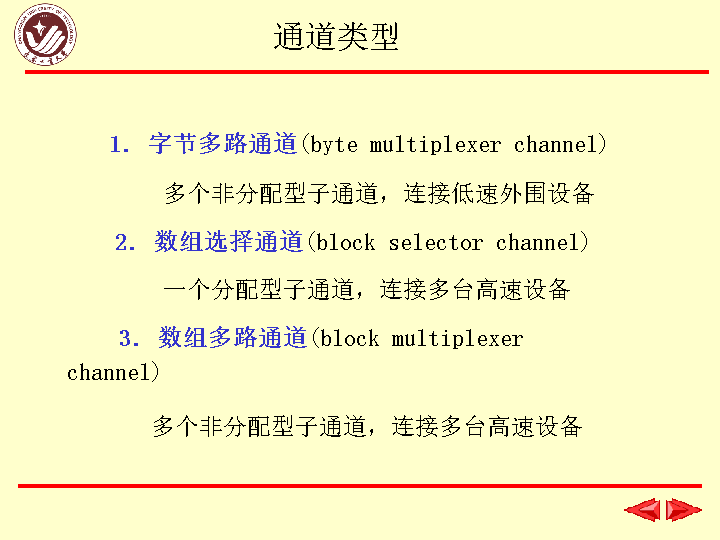 通道类型
1. 字节多路通道(byte multiplexer channel)
多个非分配型子通道，连接低速外围设备
2. 数组选择通道(block selector channel)
一个分配型子通道，连接多台高速设备
3. 数组多路通道(block multiplexer
channel)
多个非分配型子通道，连接多台高速设备